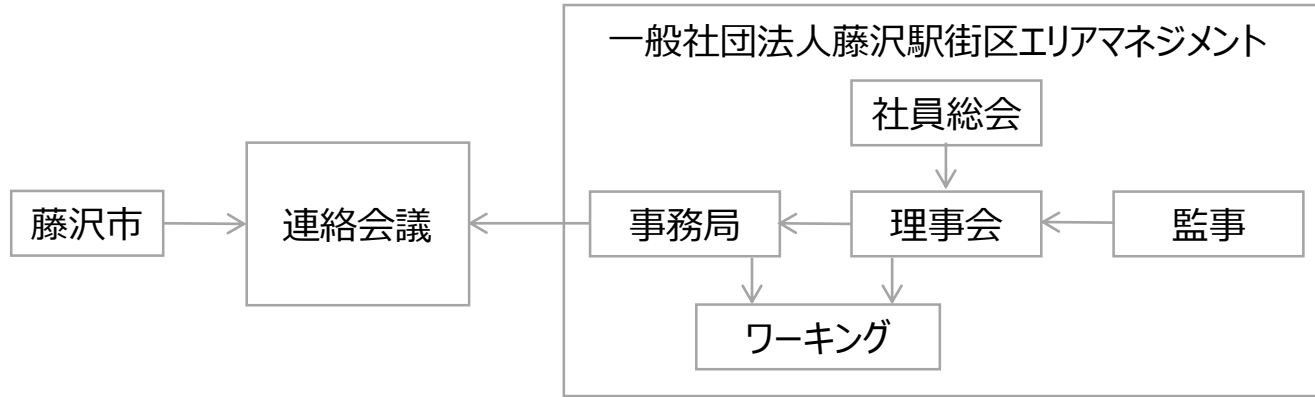 一般社団法人藤沢駅街区エリアマネジメント
社員総会
藤沢市
連絡会議
事務局
理事会
監事
ワーキング